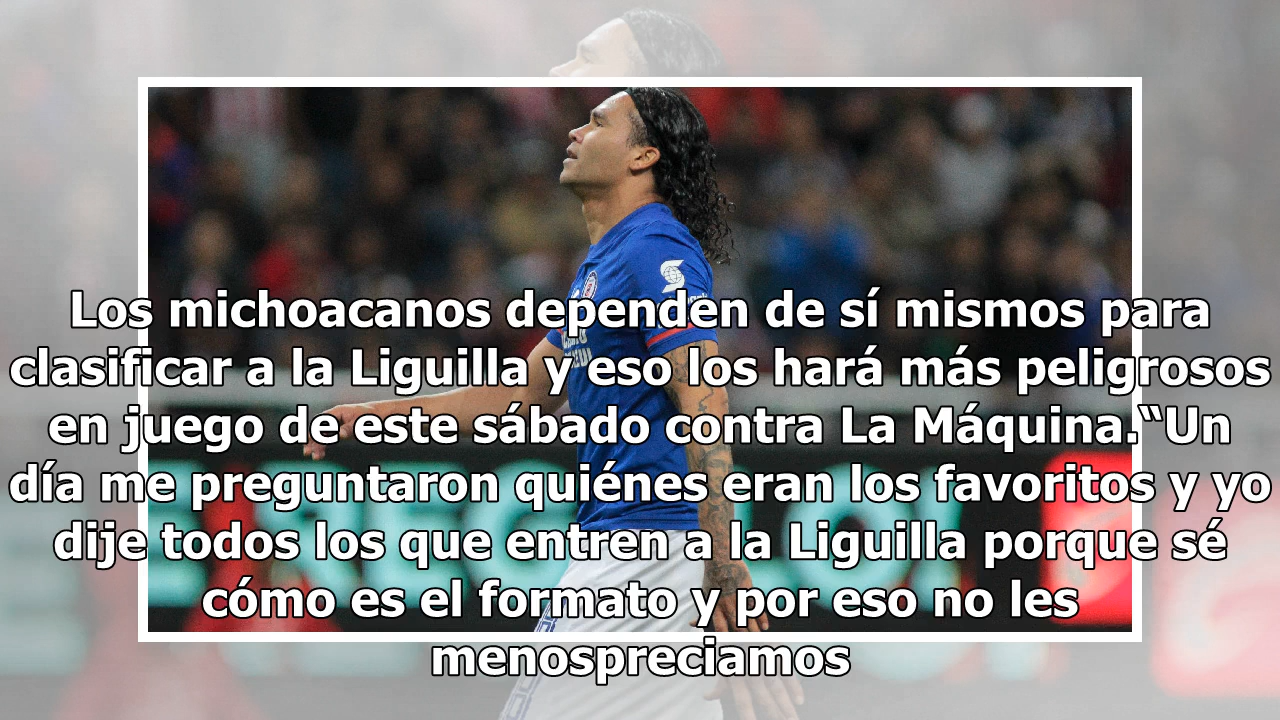 Los michoacanos dependen de sí mismos para
clasificar a la Liguilla y eso los hará más peligrosos
en juego de este sábado contra La Máquina.“Un
día me preguntaron quiénes eran los favoritos y yo
dije todos los que entren a la Liguilla porque sé
cómo es el formato y por eso no les
menospreciamos